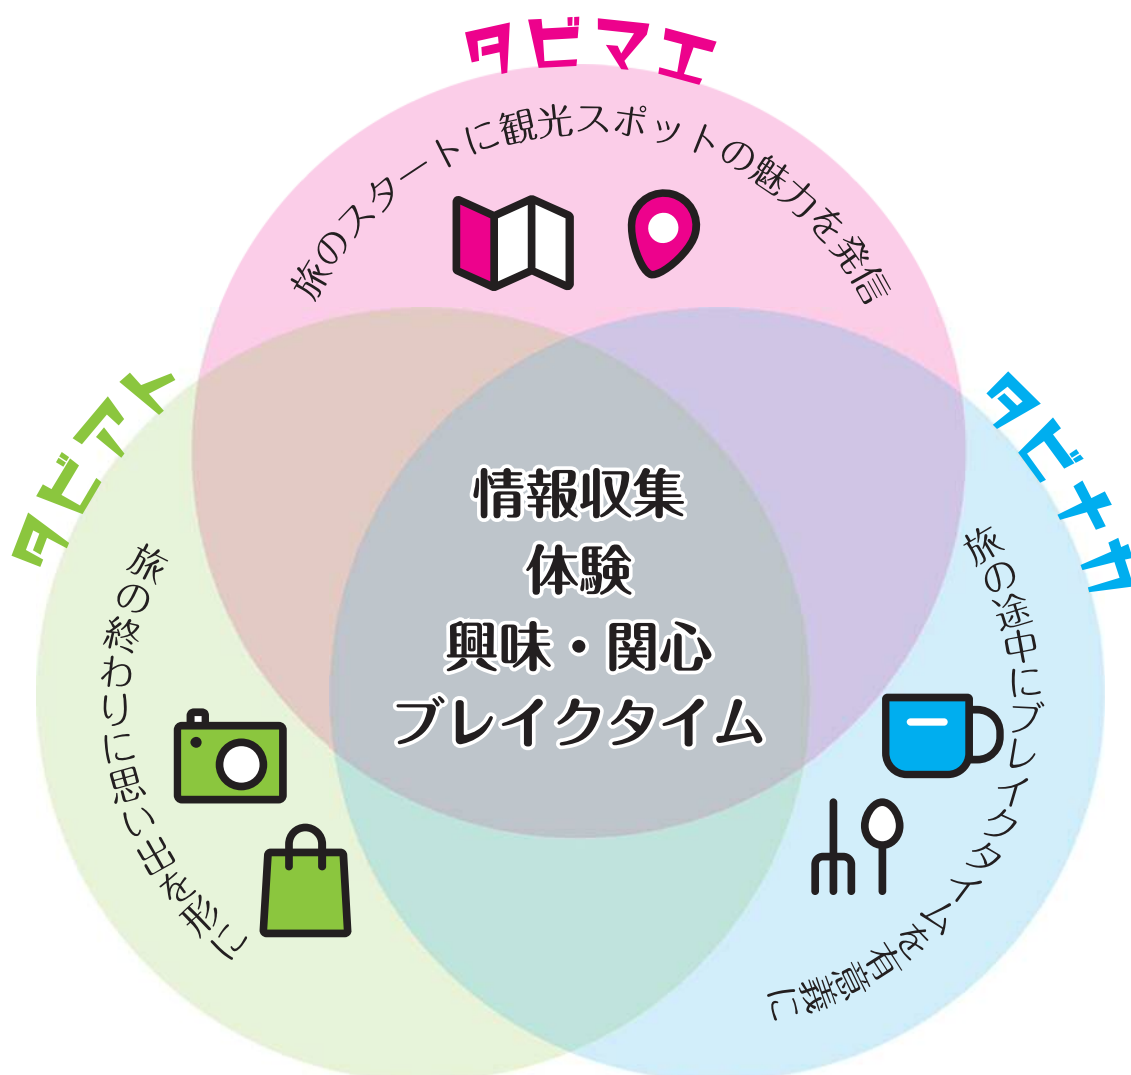 タビマエ
旅のスタートに観光スポットの魅力を発信
タビアト
旅の終わりに思い出を形に
タビナカ
旅の途中にブレイクタイムを有意義に
情報収集
体験
興味・関心
ブレイクタイム